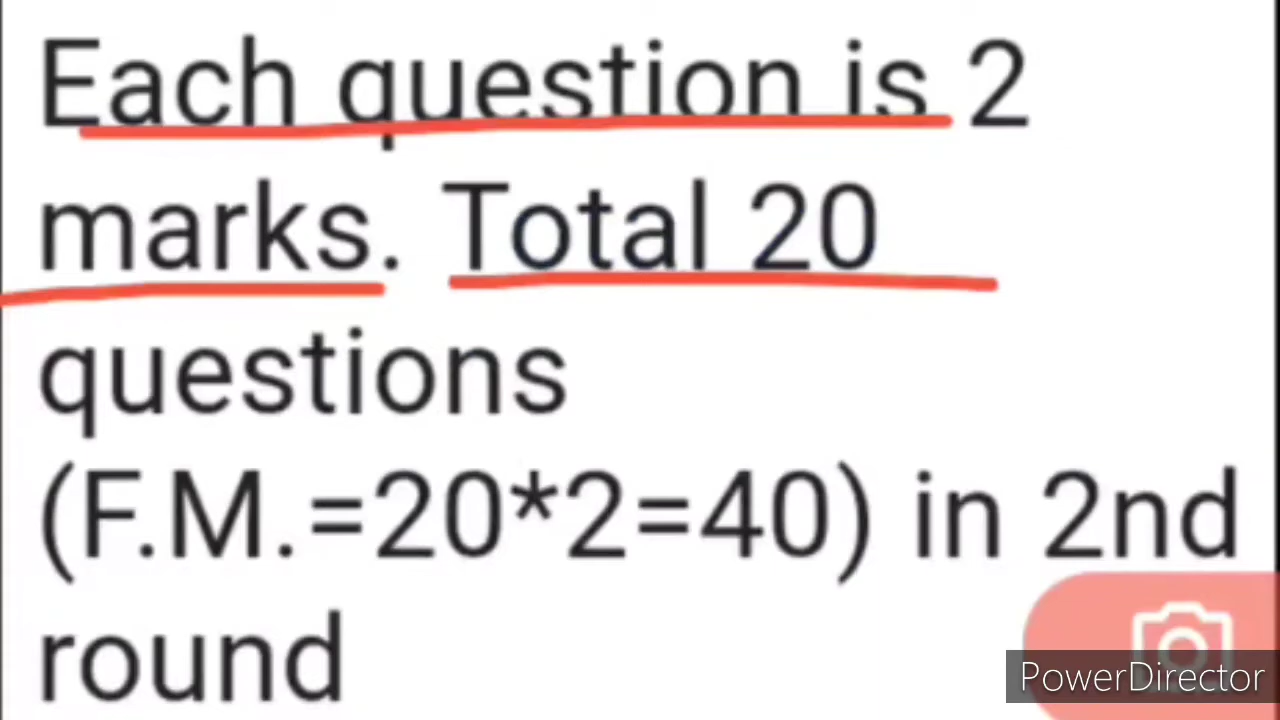 Each question is 2
marks. Total 20
questions
(F.M.=20*2=40) in 2nd
round
PowerDirector